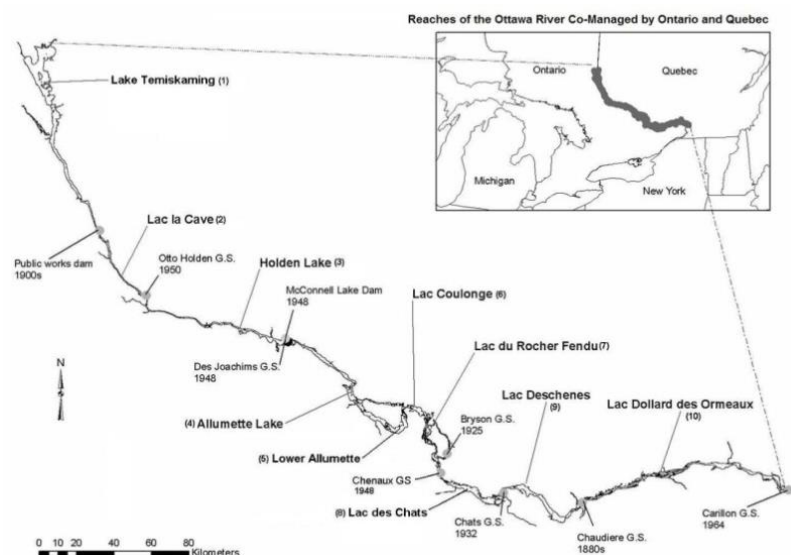 Reaches of the Ottawa River Co-Managed by Ontario and Quebec
Ontario
Quebec
Michigan
New York
Lake Temiskaming (1)
Lac la Cave (2)
Public works dam
1900s
Otto Holden G.S.
1950
Holden Lake (3)
McConnell Lake Dam
1948
Lac Coulonge (6)
Des Joachims G.S.
1948
Lac du Rocher Fendu (7)
N
(4) Allumette Lake
Lac Deschenes
(9)
Lac Dollard des Ormeaux
(10)
Bryson G.S.
1925
(5) Lower Allumette
Chenaux GS
1948
(8) Lac des Chats
Chats G.S.
1932
Chaudiere G.S.
1880s
Carillon G.S.
1964
0 10 20 40 60 80
Kilometers